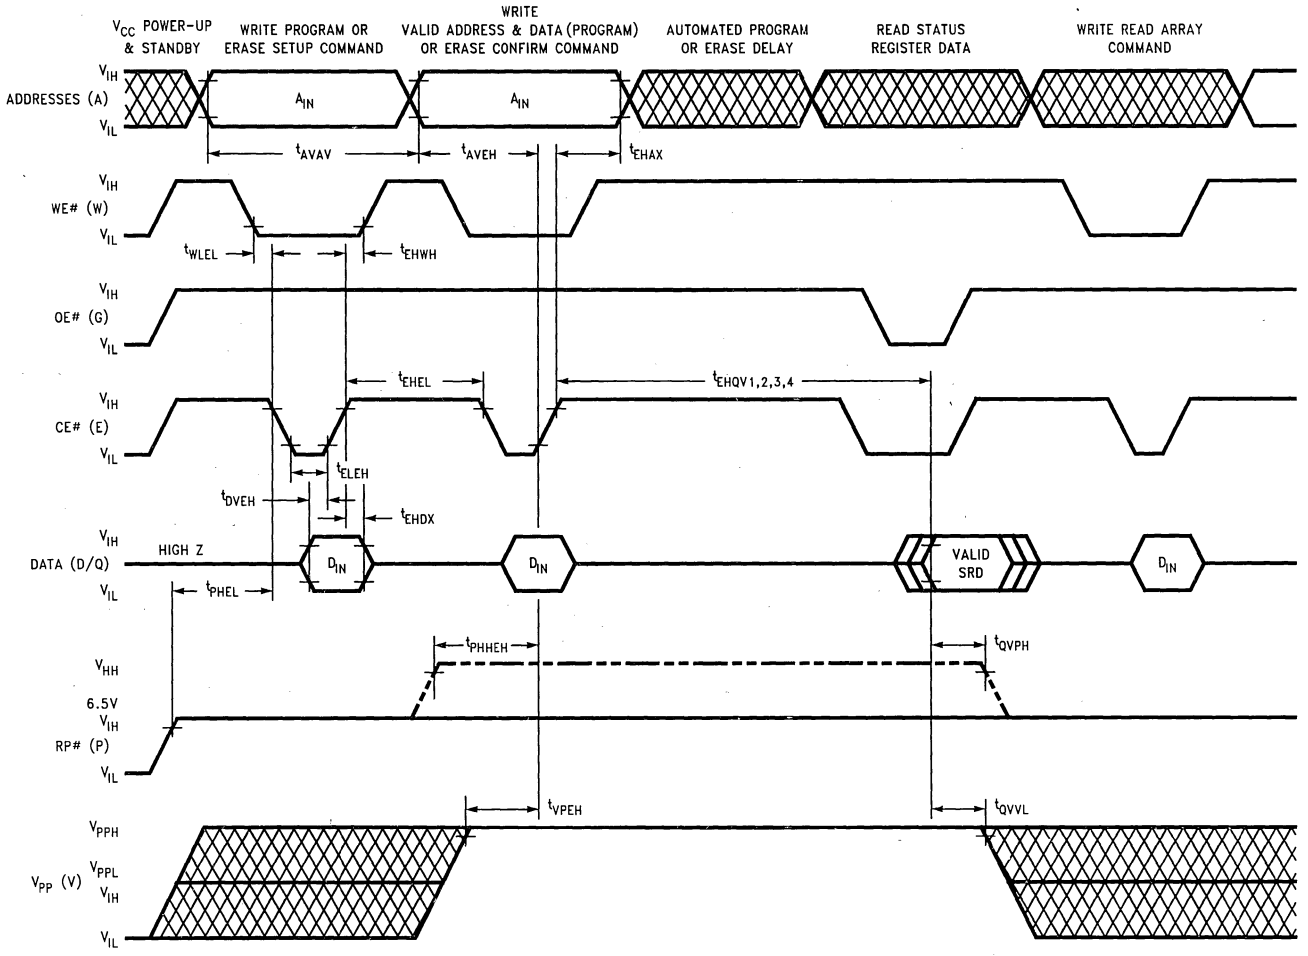 VCC POWER-UP
& STANDBY
WRITE PROGRAM OR
ERASE SETUP COMMAND
WRITE
VALID ADDRESS & DATA (PROGRAM)
OR ERASE CONFIRM COMMAND
AUTOMATED PROGRAM
OR ERASE DELAY
READ STATUS
REGISTER DATA
WRITE READ ARRAY
COMMAND
VIH
ADDRESSES (A)
AIN
AIN
VIL
tAVAV
tAVEH
tEHAX
VIH
WE# (W)
VIL
tWLEL
tEHWH
VIH
OE# (G)
VIL
tEHEL
tEHQV1,2,3,4
VIH
CE# (E)
VIL
tELEH
tDVEH
tEHDX
VIH
HIGH Z
DATA (D/Q)
DIN
DIN
VALID
SRD
DIN
VIL
tPHEL
tPHHEH
tQVPH
VHH
6.5V
VIH
RP# (P)
VIL
tVPEH
tQVVL
VPPH
VPPL
VPP (V)
VIH
VIL